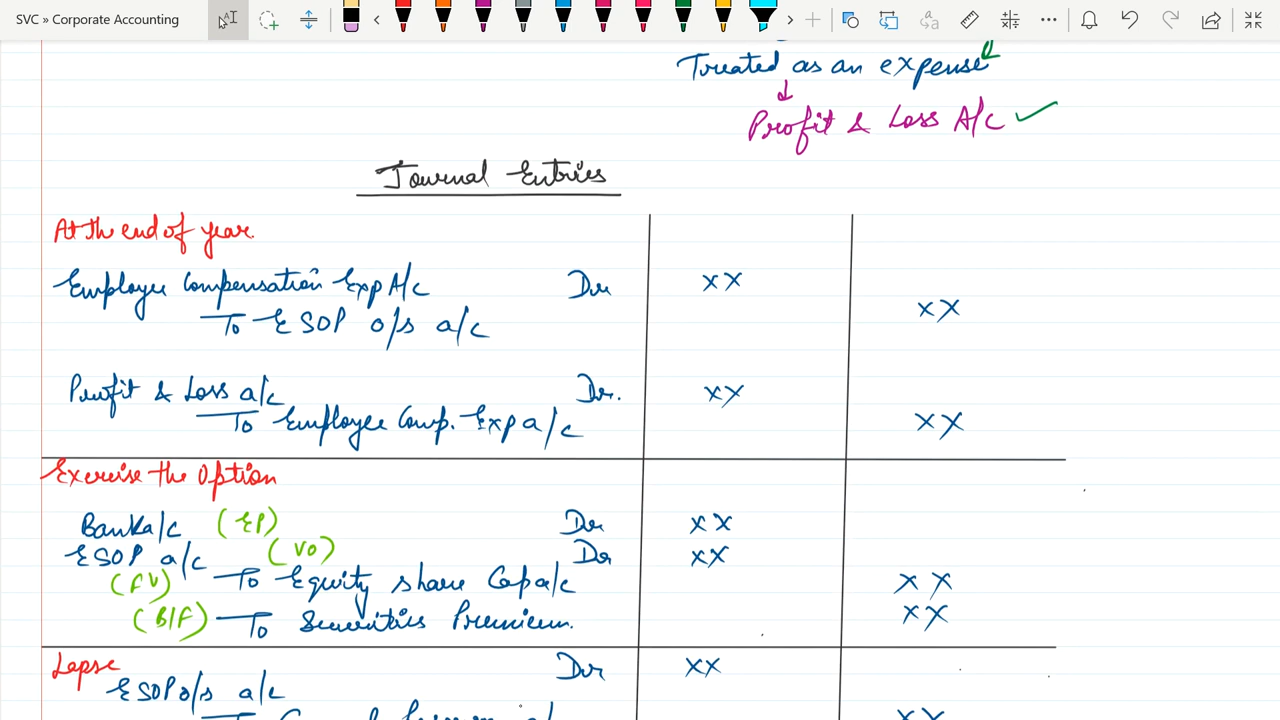 SVC » Corporate Accounting
Treated as an expense
Profit & Loss A/c
Journal Entries
At the end of year.
Employee Compensation Exp A/c Dr xx
To ESOP o/s a/c xx
Profit & Loss a/c Dr. xx
To Employee Comp. Exp a/c xx
Exercise the Option
Bank a/c (EP) Dr xx
ESOP a/c (VO) Dr xx
(FV) To Equity share Cap a/c xx
(B/F) To Securities Premium. xx
Lapse
ESOP o/s a/c Dr xx
To